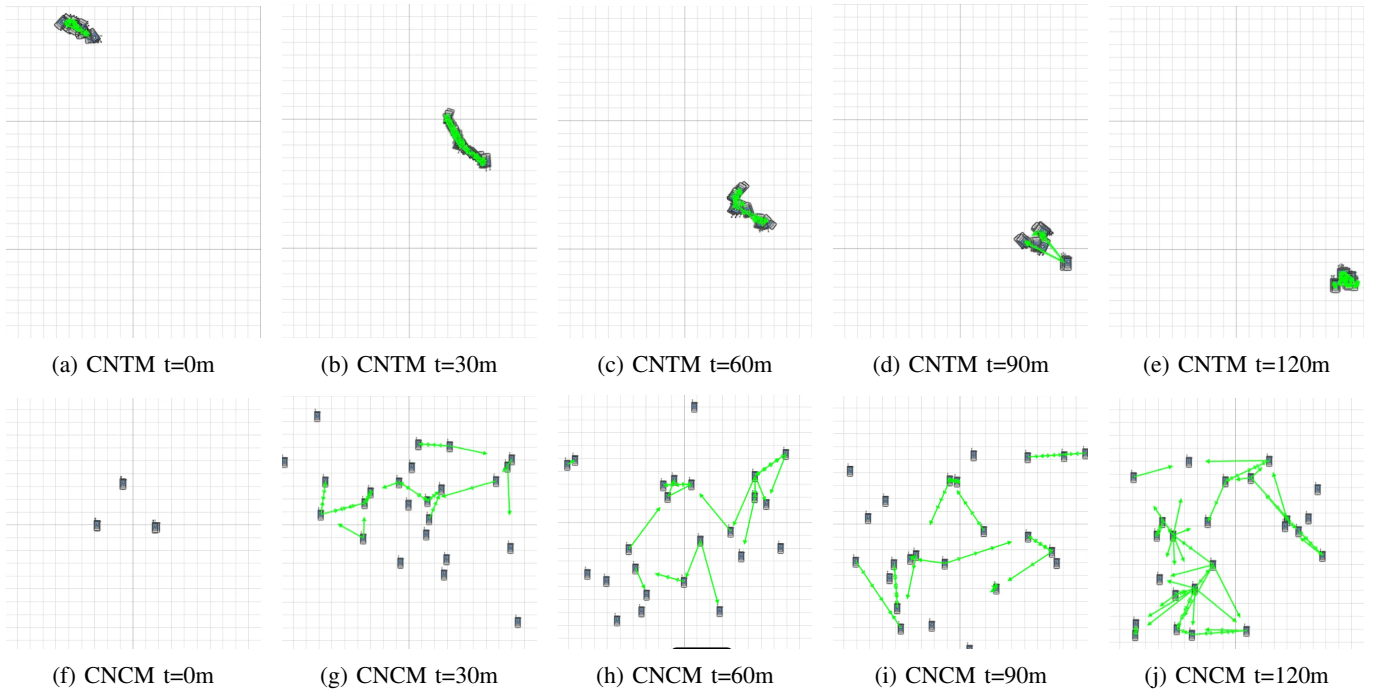 (a) CNTM t=0m
(b) CNTM t=30m
(c) CNTM t=60m
(d) CNTM t=90m
(e) CNTM t=120m
(f) CNCM t=0m
(g) CNCM t=30m
(h) CNCM t=60m
(i) CNCM t=90m
(j) CNCM t=120m